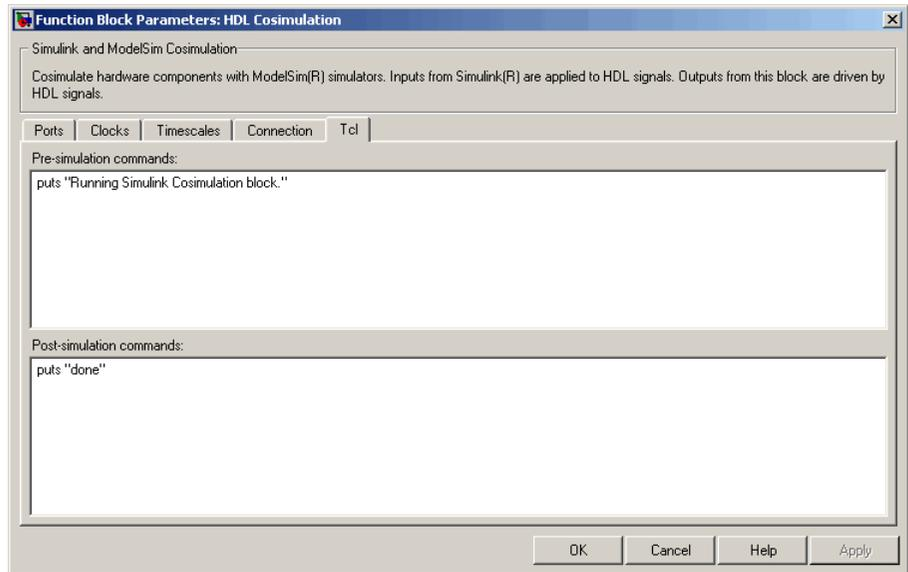 Function Block Parameters: HDL Cosimulation
Simulink and ModelSim Cosimulation
Cosimulate hardware components with ModelSim(R) simulators. Inputs from Simulink(R) are applied to HDL signals. Outputs from this block are driven by
HDL signals.
Ports Clocks Timescales Connection Tcl
Pre-simulation commands:
puts "Running Simulink Cosimulation block."
Post-simulation commands:
puts "done"
OK Cancel Help Apply